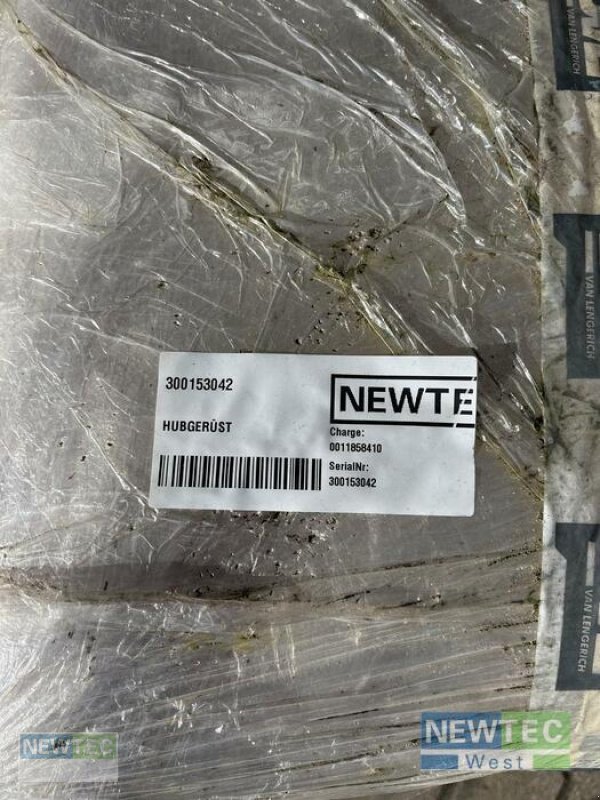 VAN LENGERICH
VAN LENGERICH
300153042
NEWTE
HUBGERÜST
Charge:
0011858410
SerialNr:
300153042
VAN LENGERICH
NEWTEC
NEWTEC
West